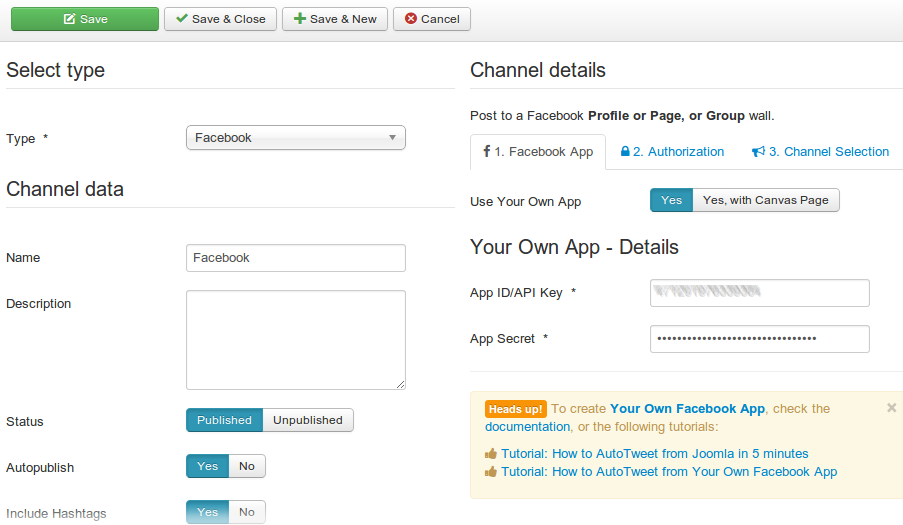 Save
Save & Close
Save & New
Cancel
Select type
Type *
Facebook
Channel data
Name
Facebook
Description
Status
Published
Unpublished
Autopublish
Yes
No
Include Hashtags
Yes
No
Channel details
Post to a Facebook Profile or Page, or Group wall.
1. Facebook App
2. Authorization
3. Channel Selection
Use Your Own App
Yes
Yes, with Canvas Page
Your Own App - Details
App ID/API Key *
App Secret *
••••••••••••••••••••••••••••••••
Heads up! To create Your Own Facebook App, check the
documentation, or the following tutorials:
Tutorial: How to AutoTweet from Joomla in 5 minutes
Tutorial: How to AutoTweet from Your Own Facebook App